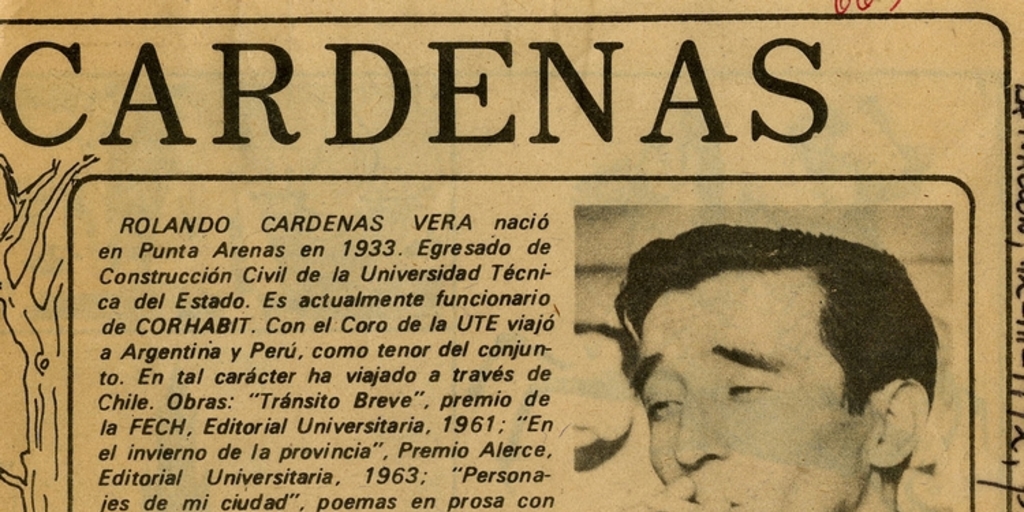 CARDENAS
ROLANDO CARDENAS VERA nació
en Punta Arenas en 1933. Egresado de
Construcción Civil de la Universidad Técni-
ca del Estado. Es actualmente funcionario
de CORHABIT. Con el Coro de la UTE viajó
a Argentina y Perú, como tenor del conjun-
to. En tal carácter ha viajado a través de
Chile. Obras: "Tránsito Breve", premio de
la FECH, Editorial Universitaria, 1961; "En
el invierno de la provincia", Premio Alerce,
Editorial Universitaria, 1963; "Persona-
jes de mi ciudad", poemas en prosa con